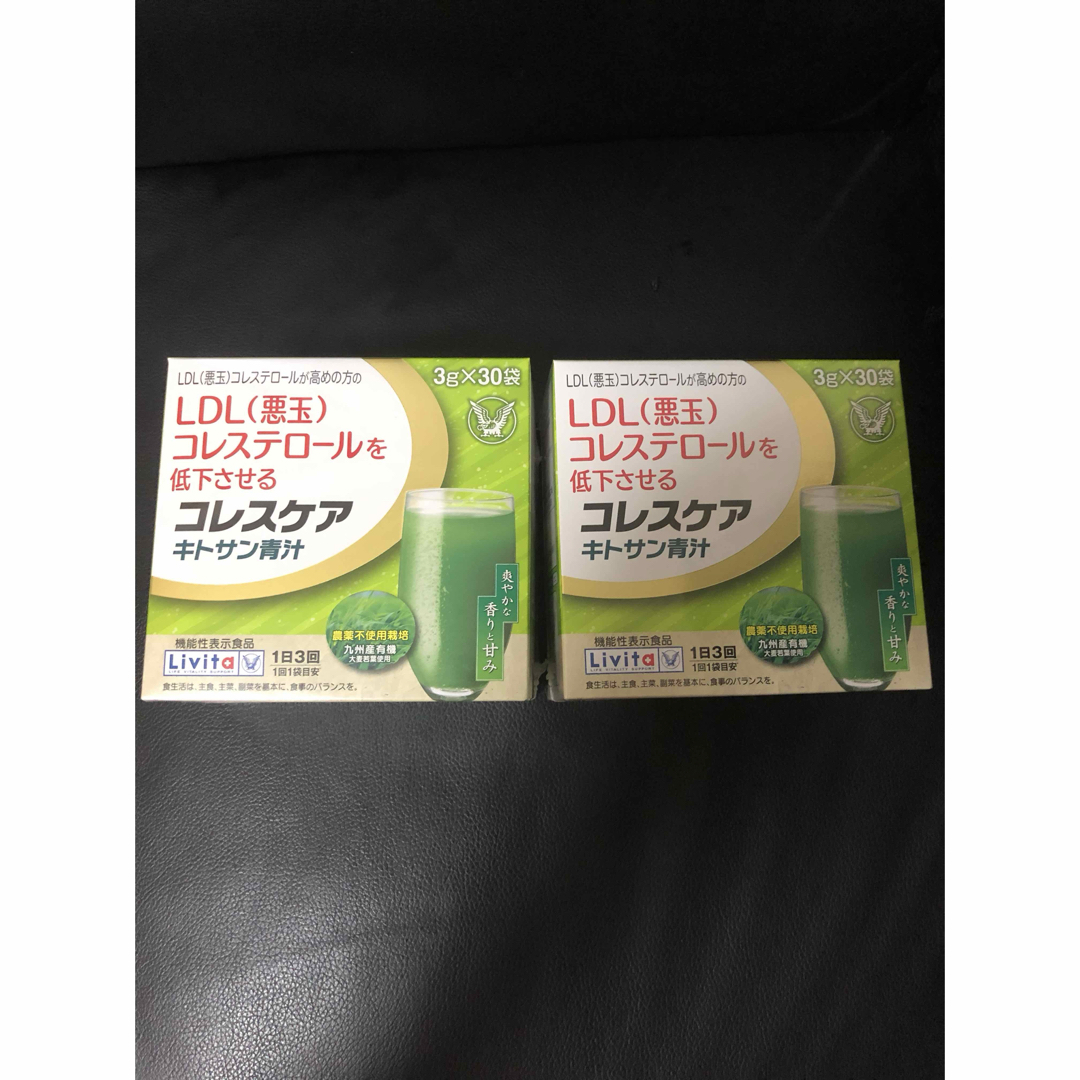 LDL(悪玉)コレステロールが高めの方の
3g×30袋
LDL(悪玉)
コレステロールを
低下させる
コレスケア
キトサン青汁
爽やかな
香りと甘み
農薬不使用栽培
九州産有機
大麦若葉使用
機能性表示食品
Livita
LIFE VITALITY SUPPORT
1日3回
1回1袋目安
食生活は、主食、主菜、副菜を基本に、食事のバランスを。
LDL(悪玉)コレステロールが高めの方の
3g×30袋
LDL(悪玉)
コレステロールを
低下させる
コレスケア
キトサン青汁
爽やかな
香りと甘み
農薬不使用栽培
九州産有機
大麦若葉使用
機能性表示食品
Livita
LIFE VITALITY SUPPORT
1日3回
1回1袋目安
食生活は、主食、主菜、副菜を基本に、食事のバランスを。